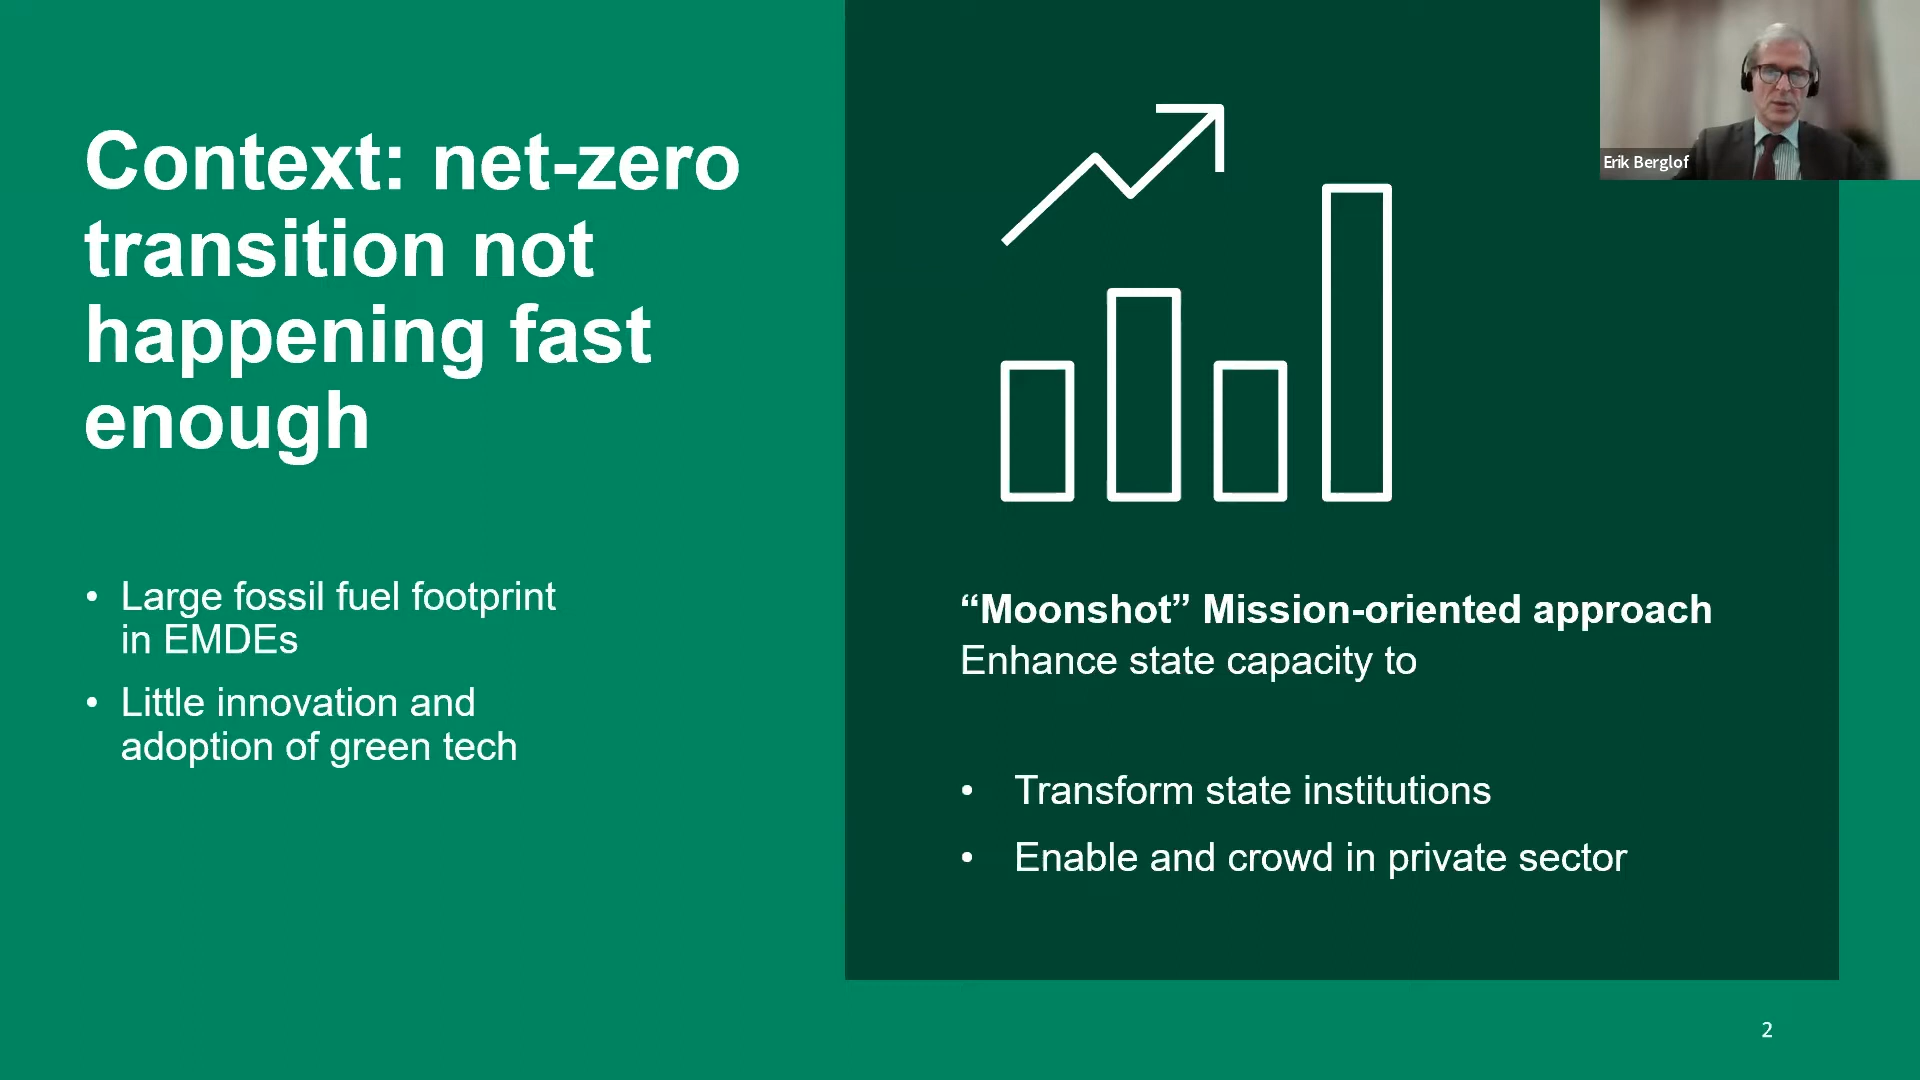 Context: net-zero
transition not
happening fast
enough
• Large fossil fuel footprint
in EMDEs
• Little innovation and
adoption of green tech
“Moonshot” Mission-oriented approach
Enhance state capacity to
• Transform state institutions
• Enable and crowd in private sector
Erik Berglof
2